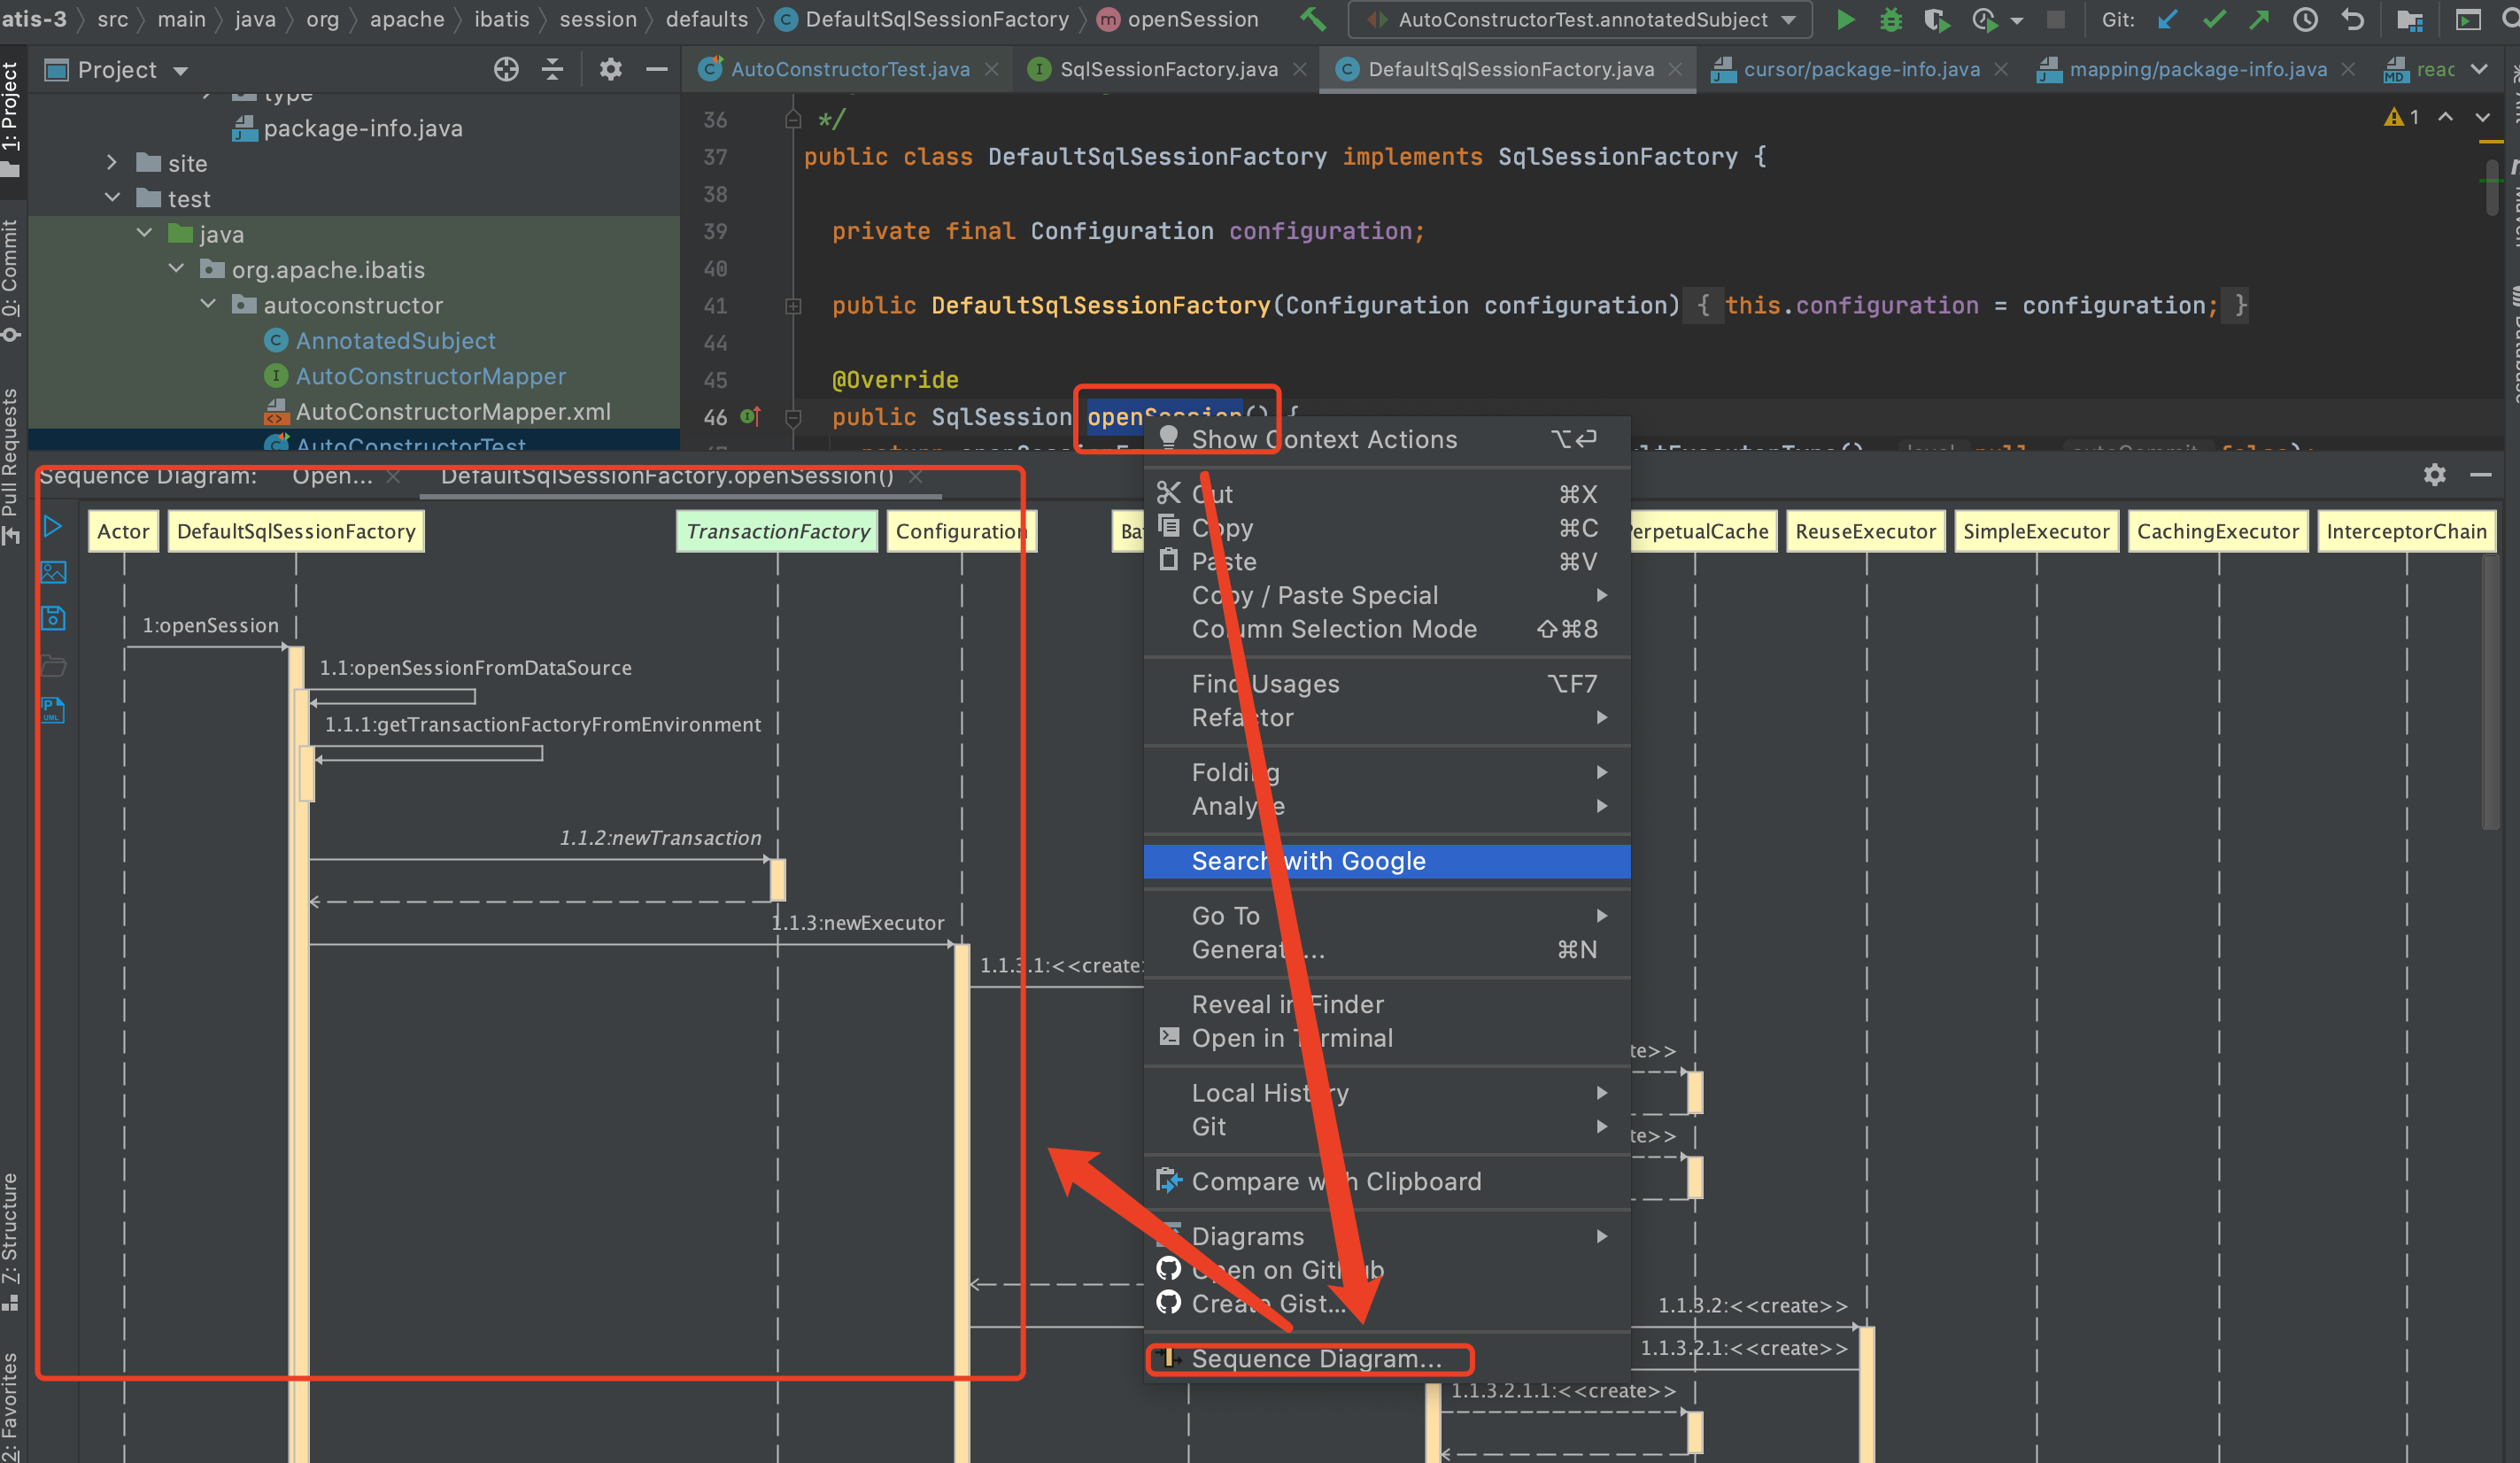 atis-3 src main java org apache ibatis session defaults DefaultSqlSessionFactory openSession AutoConstructorTest.annotatedSubject Git:
Project AutoConstructorTest.java SqlSessionFactory.java DefaultSqlSessionFactory.java cursor/package-info.java mapping/package-info.java
type
package-info.java
site
test
java
org.apache.ibatis
autoconstructor
AnnotatedSubject
AutoConstructorMapper
AutoConstructorMapper.xml
AutoConstructorTest
1: Project
0: Commit
Pull Requests
7: Structure
2: Favorites
1
36 */
37 public class DefaultSqlSessionFactory implements SqlSessionFactory {
38
39 private final Configuration configuration;
40
41 public DefaultSqlSessionFactory(Configuration configuration) { this.configuration = configuration; }
44
45 @Override
46 public SqlSession openSession() {
Sequence Diagram: Open... DefaultSqlSessionFactory.openSession()
Actor DefaultSqlSessionFactory TransactionFactory Configuration ReuseExecutor SimpleExecutor CachingExecutor InterceptorChain
1:openSession
1.1:openSessionFromDataSource
1.1.1:getTransactionFactoryFromEnvironment
1.1.2:newTransaction
1.1.3:newExecutor
1.1.3.1:<<create
1.1.3.2:<<create>>
1.1.3.2.1:<<create>>
1.1.3.2.1.1:<<create>>
Show Context Actions ⌥⏎
Cut ⌘X
Copy ⌘C
Paste ⌘V
Copy / Paste Special
Column Selection Mode ⇧⌘8
Find Usages ⌥F7
Refactor
Folding
Analyze
Search with Google
Go To
Generate... ⌘N
Reveal in Finder
Open in Terminal
Local History
Git
Compare with Clipboard
Diagrams
Open on GitHub
Create Gist...
Sequence Diagram...